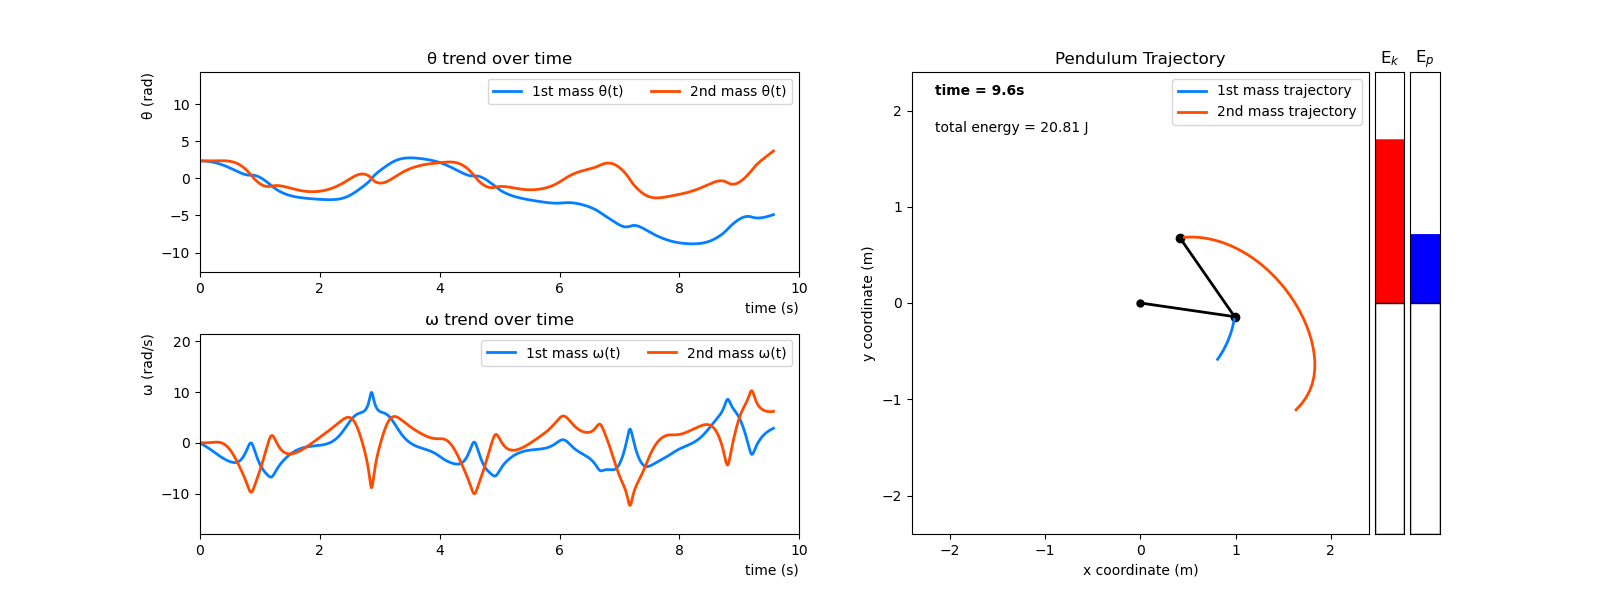 θ trend over time
θ (rad)
1st mass θ(t)
2nd mass θ(t)
10
5
0
−5
−10
0 2 4 6 8 10
time (s)
ω trend over time
ω (rad/s)
1st mass ω(t)
2nd mass ω(t)
20
10
0
−10
0 2 4 6 8 10
time (s)
Pendulum Trajectory
time = 9.6s
total energy = 20.81 J
1st mass trajectory
2nd mass trajectory
y coordinate (m)
2
1
0
−1
−2
−2 −1 0 1 2
x coordinate (m)
Eₖ
Eₚ